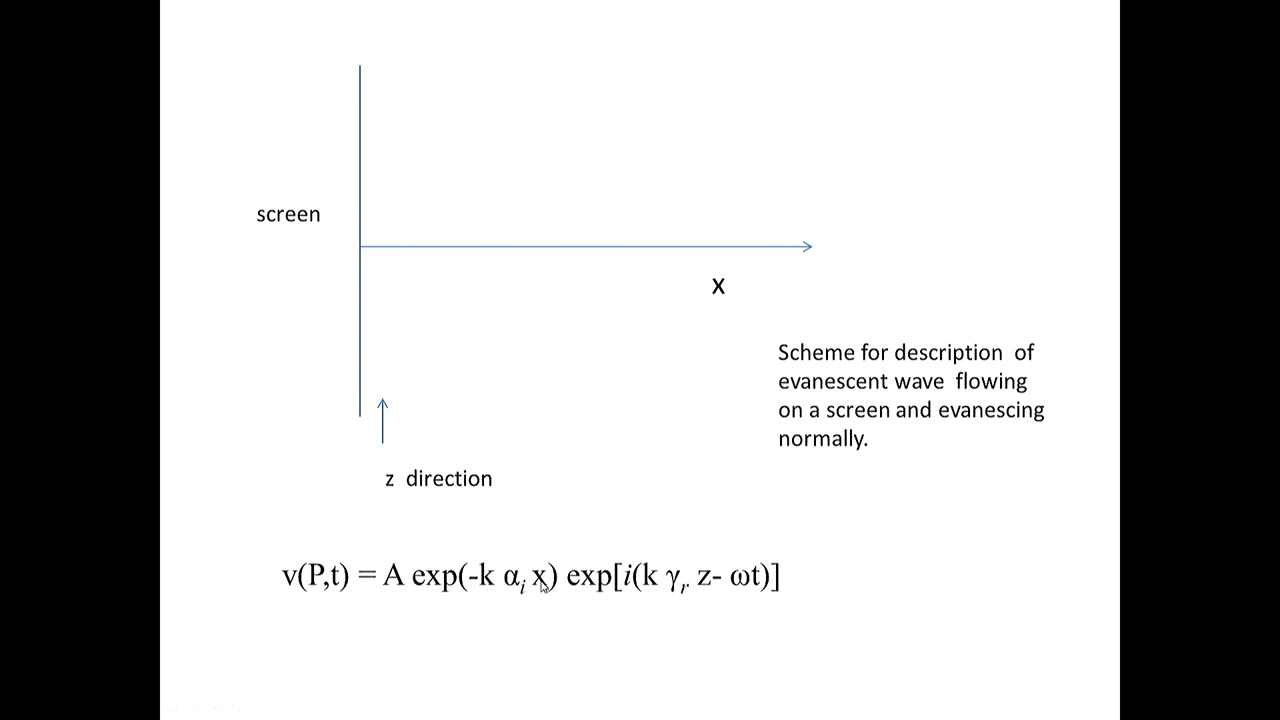 screen
x
Scheme for description of
evanescent wave flowing
on a screen and evanescing
normally.
z direction
v(P,t) = A exp(-k αᵢ x) exp[i(k γᵣ z- ωt)]